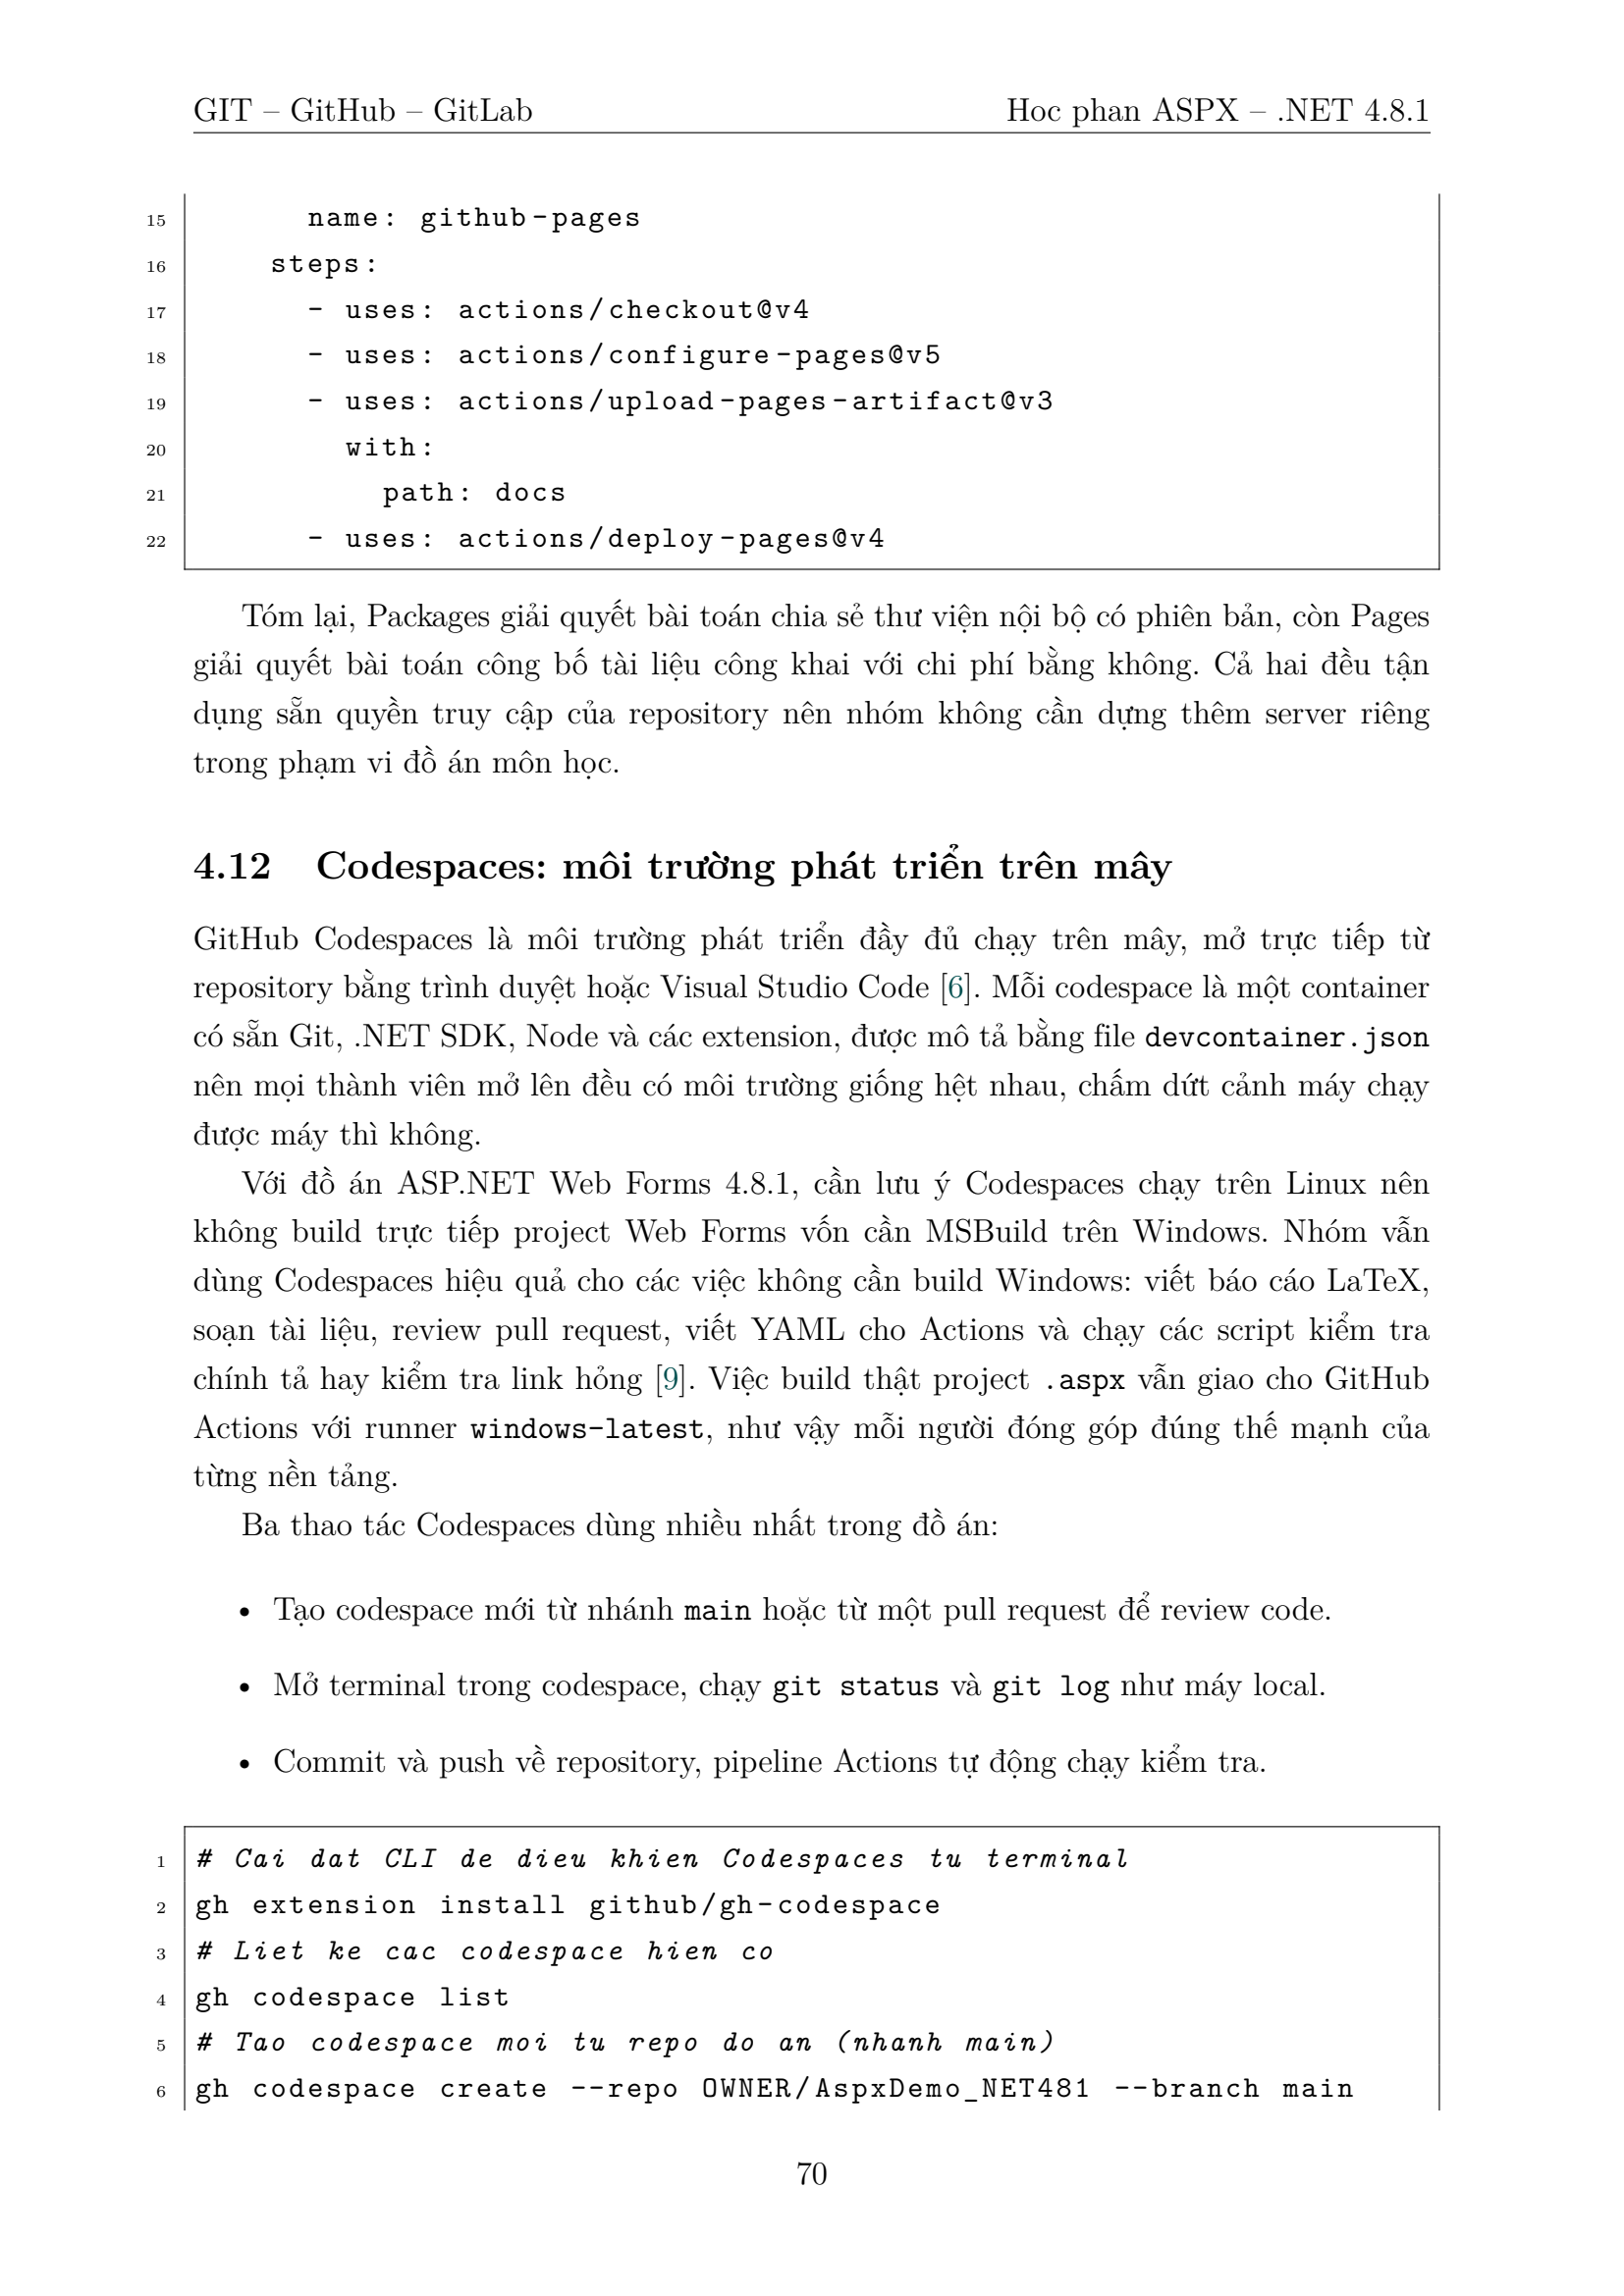 GIT – GitHub – GitLab Hoc phan ASPX – .NET 4.8.1
15 name: github-pages
16 steps:
17 - uses: actions/checkout@v4
18 - uses: actions/configure-pages@v5
19 - uses: actions/upload-pages-artifact@v3
20 with:
21 path: docs
22 - uses: actions/deploy-pages@v4
Tóm lại, Packages giải quyết bài toán chia sẻ thư viện nội bộ có phiên bản, còn Pages
giải quyết bài toán công bố tài liệu công khai với chi phí bằng không. Cả hai đều tận
dụng sẵn quyền truy cập của repository nên nhóm không cần dựng thêm server riêng
trong phạm vi đồ án môn học.
4.12 Codespaces: môi trường phát triển trên mây
GitHub Codespaces là môi trường phát triển đầy đủ chạy trên mây, mở trực tiếp từ
repository bằng trình duyệt hoặc Visual Studio Code [6]. Mỗi codespace là một container
có sẵn Git, .NET SDK, Node và các extension, được mô tả bằng file devcontainer.json
nên mọi thành viên mở lên đều có môi trường giống hệt nhau, chấm dứt cảnh máy chạy
được máy thì không.
Với đồ án ASP.NET Web Forms 4.8.1, cần lưu ý Codespaces chạy trên Linux nên
không build trực tiếp project Web Forms vốn cần MSBuild trên Windows. Nhóm vẫn
dùng Codespaces hiệu quả cho các việc không cần build Windows: viết báo cáo LaTeX,
soạn tài liệu, review pull request, viết YAML cho Actions và chạy các script kiểm tra
chính tả hay kiểm tra link hỏng [9]. Việc build thật project .aspx vẫn giao cho GitHub
Actions với runner windows-latest, như vậy mỗi người đóng góp đúng thế mạnh của
từng nền tảng.
Ba thao tác Codespaces dùng nhiều nhất trong đồ án:
• Tạo codespace mới từ nhánh main hoặc từ một pull request để review code.
• Mở terminal trong codespace, chạy git status và git log như máy local.
• Commit và push về repository, pipeline Actions tự động chạy kiểm tra.
1 # Cai dat CLI de dieu khien Codespaces tu terminal
2 gh extension install github/gh-codespace
3 # Liet ke cac codespace hien co
4 gh codespace list
5 # Tao codespace moi tu repo do an (nhanh main)
6 gh codespace create --repo OWNER/AspxDemo_NET481 --branch main
70